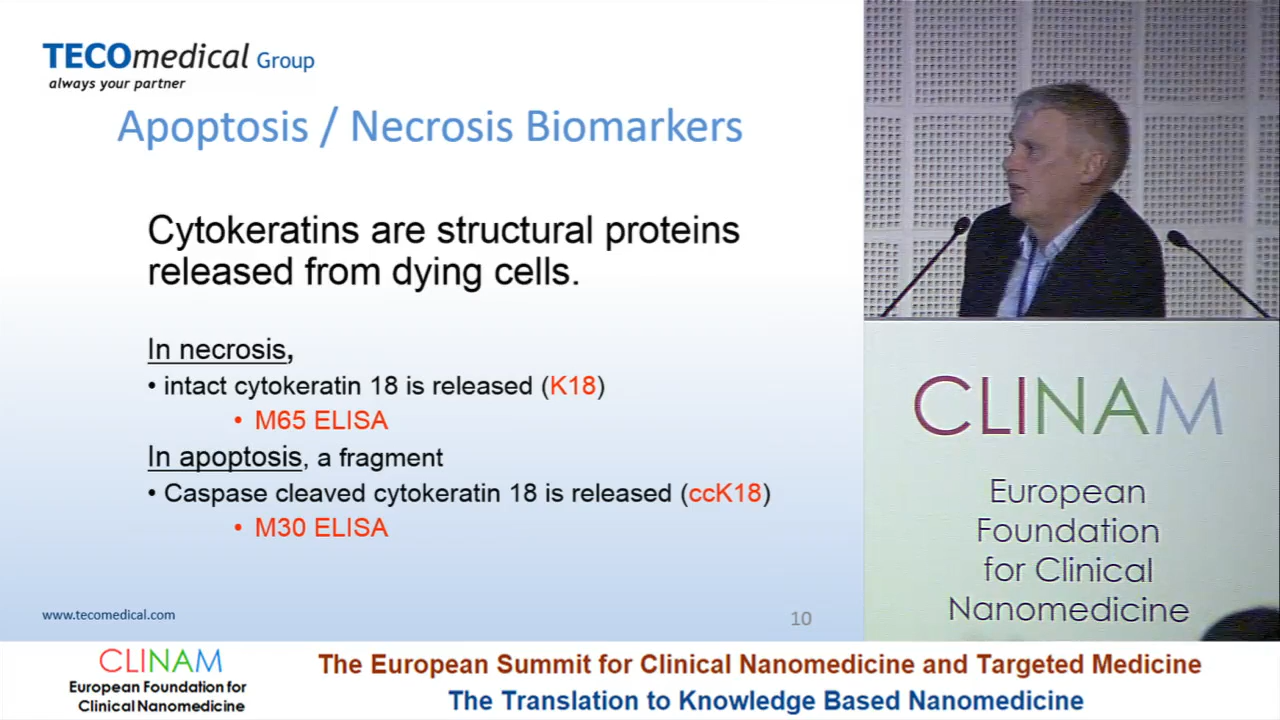 TECOmedical Group
always your partner
Apoptosis / Necrosis Biomarkers
Cytokeratins are structural proteins
released from dying cells.
In necrosis,
• intact cytokeratin 18 is released (K18)
• M65 ELISA
In apoptosis, a fragment
• Caspase cleaved cytokeratin 18 is released (ccK18)
• M30 ELISA
www.tecomedical.com
10
CLINAM
European
Foundation
for Clinical
Nanomedicine
CLINAM
European Foundation for
Clinical Nanomedicine
The European Summit for Clinical Nanomedicine and Targeted Medicine
The Translation to Knowledge Based Nanomedicine